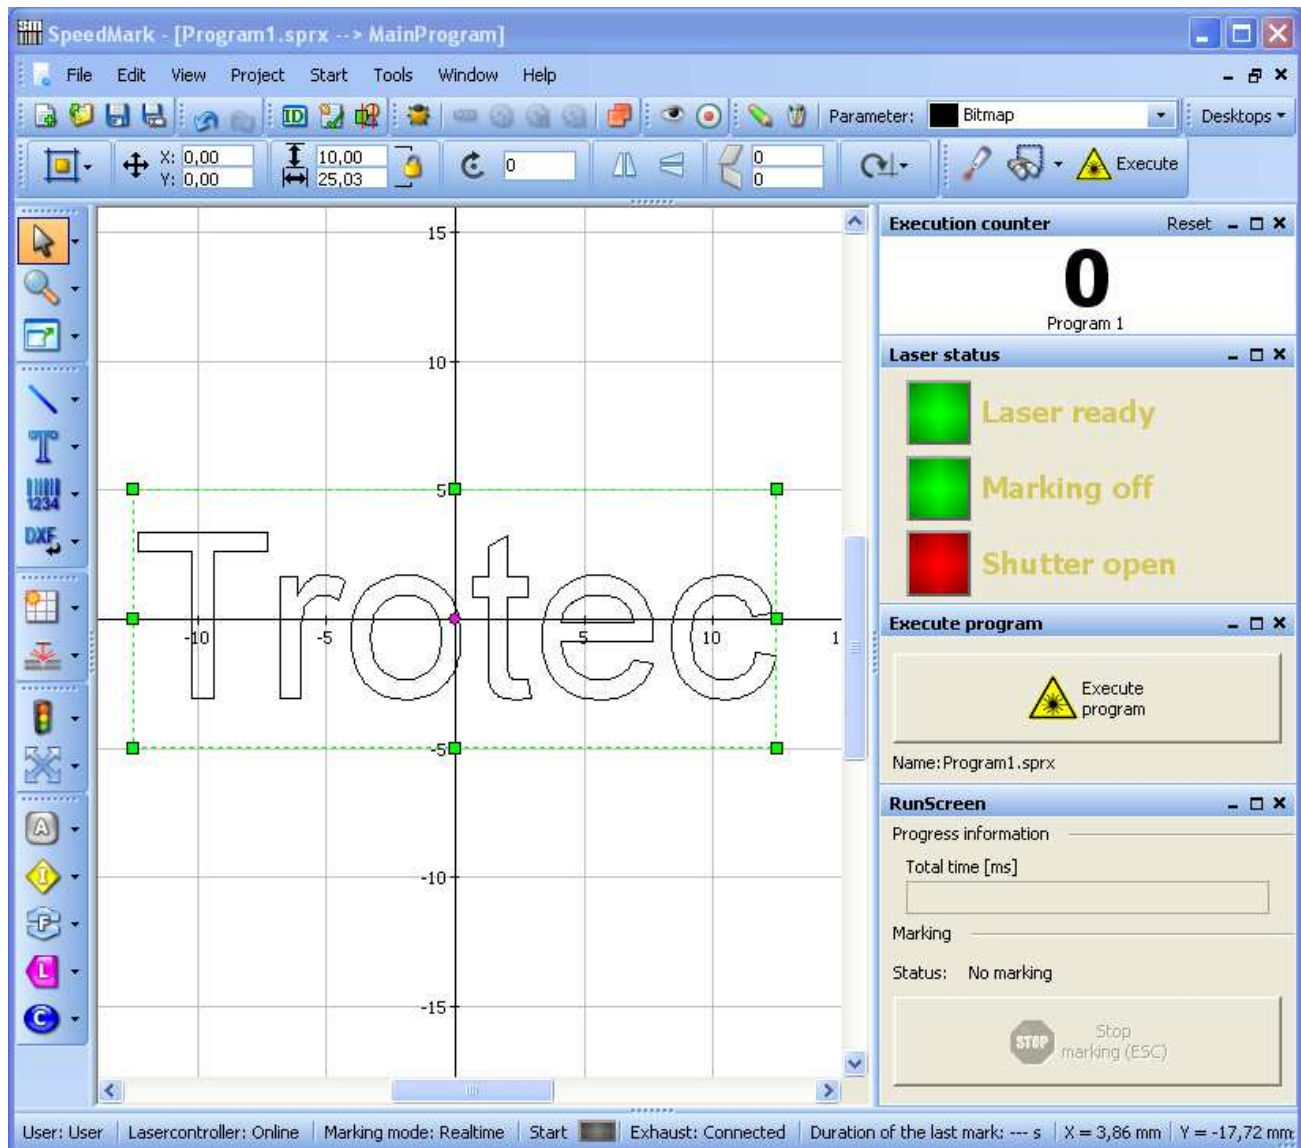 SpeedMark - [Program1.sprx --> MainProgram]
File Edit View Project Start Tools Window Help
ID Parameter: Bitmap Desktops
X: 0,00 10,00 0 0 Execute
Y: 0,00 25,03 0
Execution counter Reset
0
Program 1
Laser status
Laser ready
Marking off
Shutter open
Execute program
Execute
program
Name:Program1.sprx
RunScreen
Progress information
Total time [ms]
Marking
Status: No marking
STOP Stop
marking (ESC)
T
1234
DXF
A
I
F
L
C
15
10
5
Trotec
-10 -5 5 10 1
-5
-10
-15
User: User Lasercontroller: Online Marking mode: Realtime Start Exhaust: Connected Duration of the last mark: --- s X = 3,86 mm Y = -17,72 mm